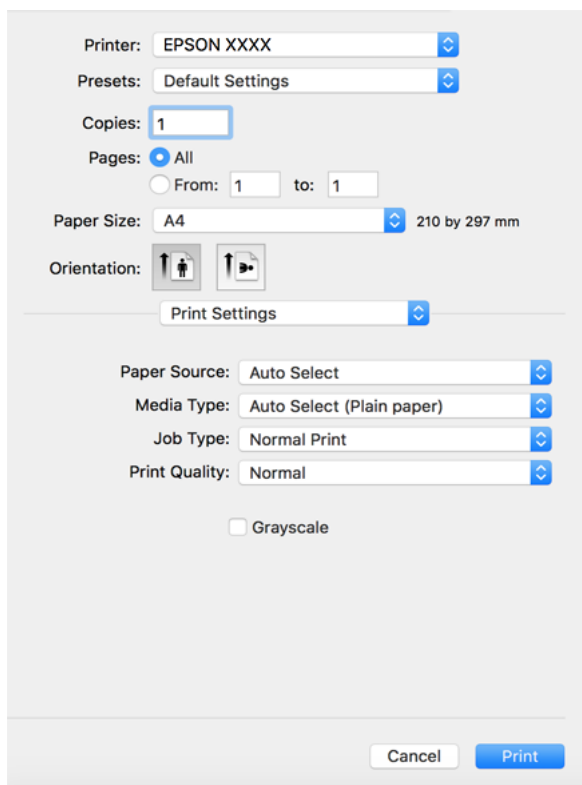 Printer: EPSON XXXX
Presets: Default Settings
Copies: 1
Pages: All
From: 1 to: 1
Paper Size: A4 210 by 297 mm
Orientation:
Print Settings
Paper Source: Auto Select
Media Type: Auto Select (Plain paper)
Job Type: Normal Print
Print Quality: Normal
Grayscale
Cancel Print